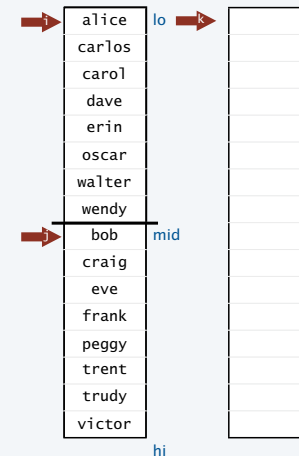 i alice lo k
carlos
carol
dave
erin
oscar
walter
wendy
j bob mid
craig
eve
frank
peggy
trent
trudy
victor
hi